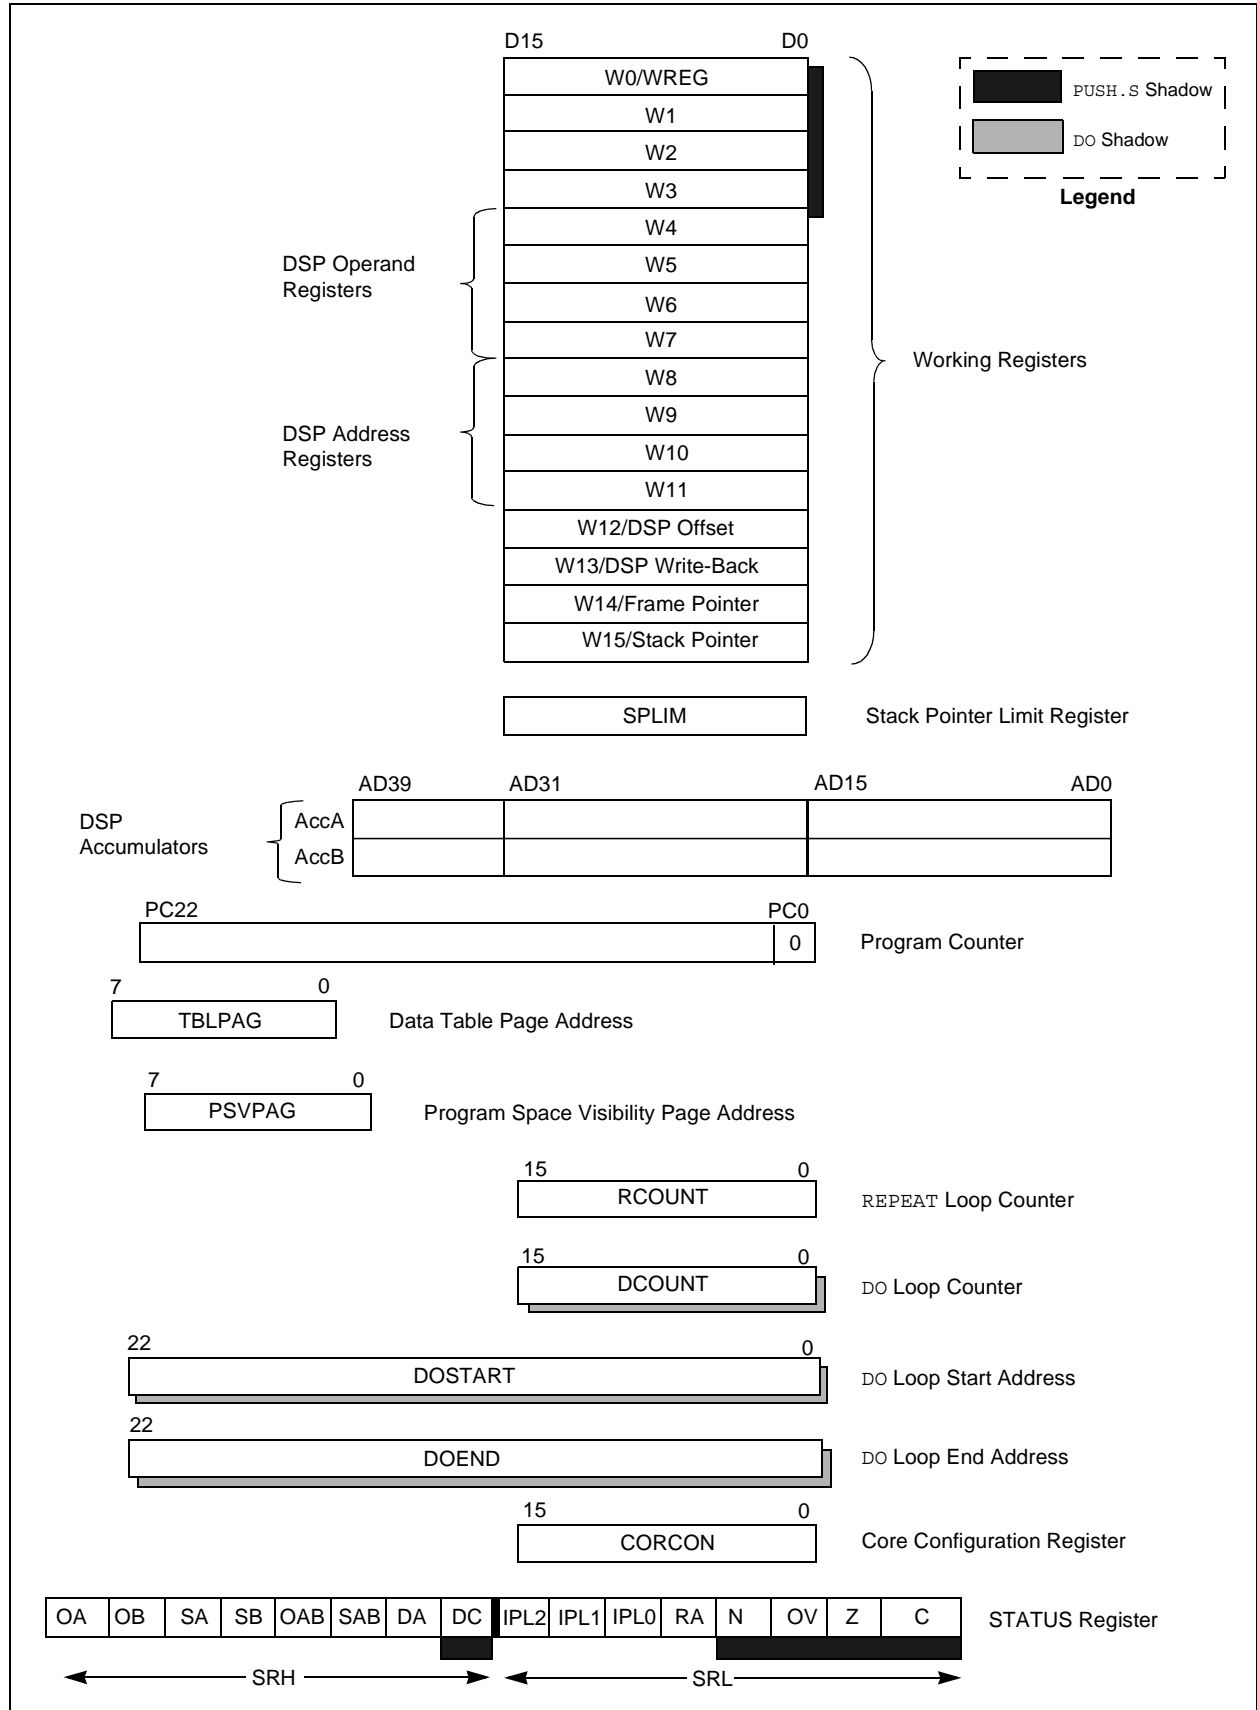 D15 D0
W0/WREG
PUSH.S Shadow
W1
DO Shadow
W2
W3
Legend
W4
DSP Operand
Registers
W5
W6
W7
Working Registers
W8
W9
DSP Address
Registers
W10
W11
W12/DSP Offset
W13/DSP Write-Back
W14/Frame Pointer
W15/Stack Pointer
SPLIM Stack Pointer Limit Register
AD39 AD31 AD15 AD0
DSP
Accumulators
AccA
AccB
PC22 PC0
0 Program Counter
7 0
TBLPAG Data Table Page Address
7 0
PSVPAG Program Space Visibility Page Address
15 0
RCOUNT REPEAT Loop Counter
15 0
DCOUNT DO Loop Counter
22 0
DOSTART DO Loop Start Address
22
DOEND DO Loop End Address
15 0
CORCON Core Configuration Register
OA OB SA SB OAB SAB DA DC IPL2 IPL1 IPL0 RA N OV Z C STATUS Register
SRH SRL